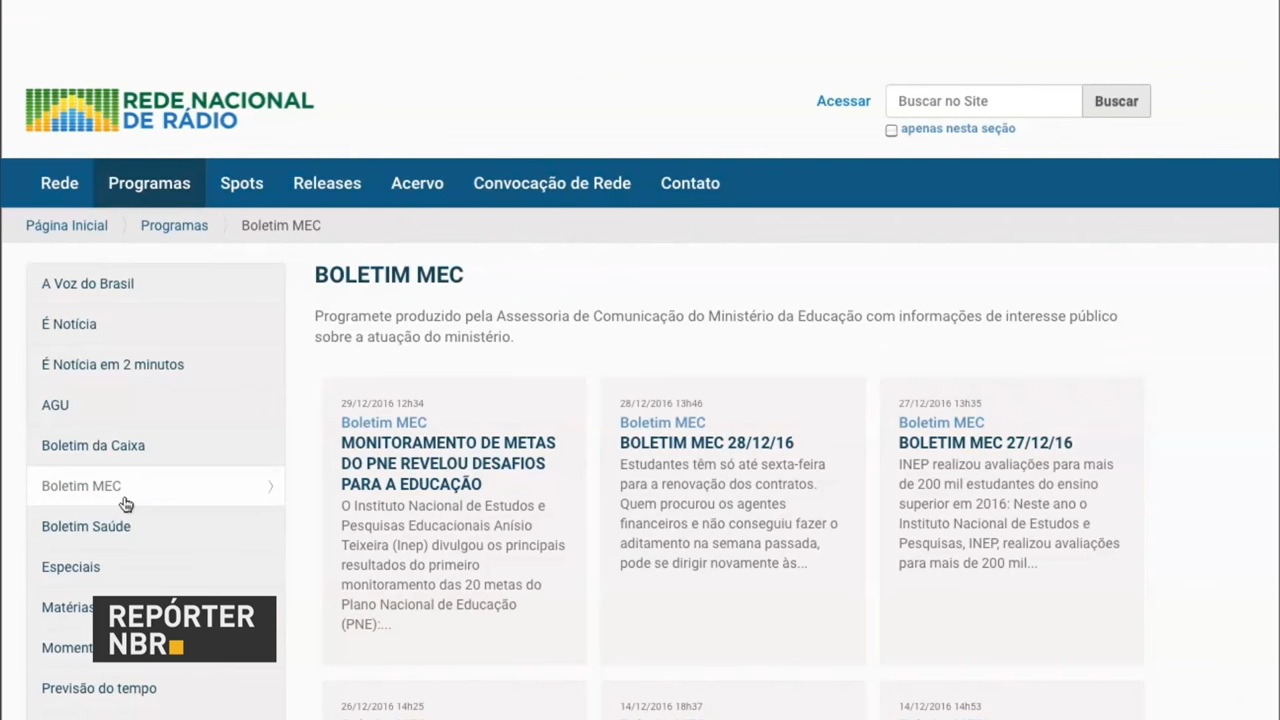 REDE NACIONAL
DE RÁDIO
Acessar
Buscar no Site
Buscar
apenas nesta seção
Rede
Programas
Spots
Releases
Acervo
Convocação de Rede
Contato
Página Inicial
Programas
Boletim MEC
A Voz do Brasil
É Notícia
É Notícia em 2 minutos
AGU
Boletim da Caixa
Boletim MEC
Boletim Saúde
Especiais
Matérias
Moment
Previsão do tempo
REPÓRTER
NBR
BOLETIM MEC
Programete produzido pela Assessoria de Comunicação do Ministério da Educação com informações de interesse público
sobre a atuação do ministério.
29/12/2016 12h34
Boletim MEC
MONITORAMENTO DE METAS
DO PNE REVELOU DESAFIOS
PARA A EDUCAÇÃO
O Instituto Nacional de Estudos e
Pesquisas Educacionais Anísio
Teixeira (Inep) divulgou os principais
resultados do primeiro
monitoramento das 20 metas do
Plano Nacional de Educação
(PNE):...
28/12/2016 13h46
Boletim MEC
BOLETIM MEC 28/12/16
Estudantes têm só até sexta-feira
para a renovação dos contratos.
Quem procurou os agentes
financeiros e não conseguiu fazer o
aditamento na semana passada,
pode se dirigir novamente às...
27/12/2016 13h35
Boletim MEC
BOLETIM MEC 27/12/16
INEP realizou avaliações para mais
de 200 mil estudantes do ensino
superior em 2016: Neste ano o
Instituto Nacional de Estudos e
Pesquisas, INEP, realizou avaliações
para mais de 200 mil...
26/12/2016 14h25
14/12/2016 18h37
14/12/2016 14h53